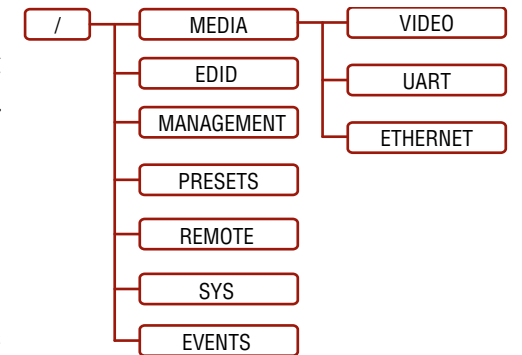 /
MEDIA
VIDEO
EDID
UART
MANAGEMENT
ETHERNET
PRESETS
REMOTE
SYS
EVENTS